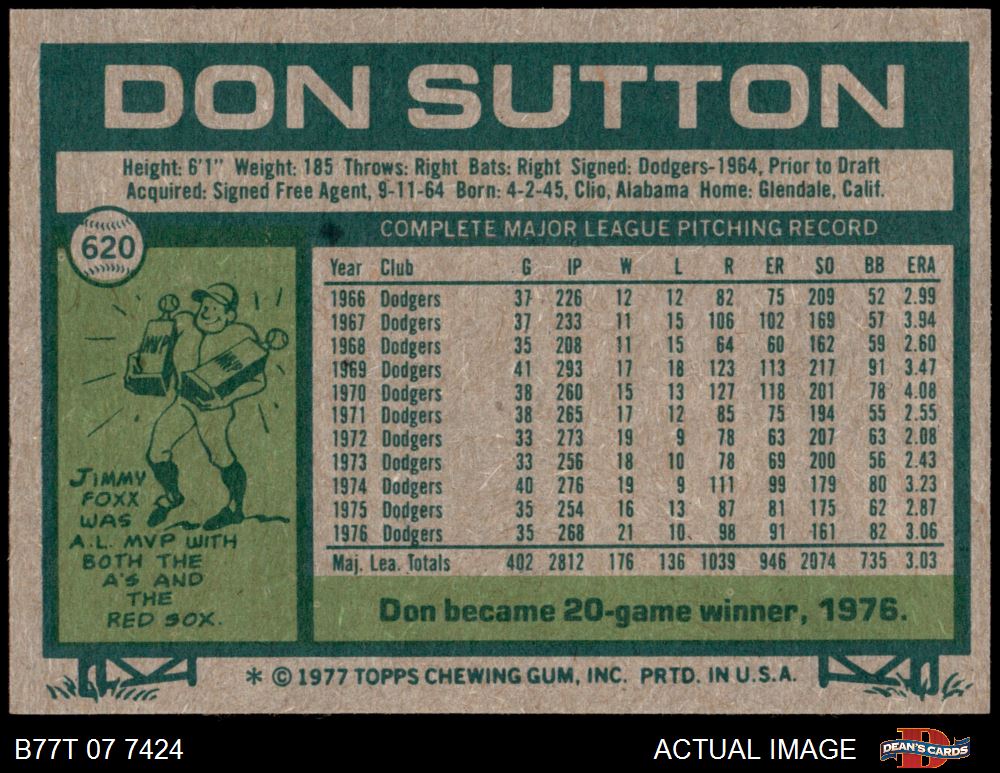 DON SUTTON
Height: 6'1" Weight: 185 Throws: Right Bats: Right Signed: Dodgers-1964, Prior to Draft
Acquired: Signed Free Agent, 9-11-64 Born: 4-2-45, Clio, Alabama Home: Glendale, Calif.
620
COMPLETE MAJOR LEAGUE PITCHING RECORD
Year Club G IP W L R ER SO BB ERA
1966 Dodgers 37 226 12 12 82 75 209 52 2.99
1967 Dodgers 37 233 11 15 106 102 169 57 3.94
1968 Dodgers 35 208 11 15 64 60 162 59 2.60
1969 Dodgers 41 293 17 18 123 113 217 91 3.47
1970 Dodgers 38 260 15 13 127 118 201 78 4.08
1971 Dodgers 38 265 17 12 85 75 194 55 2.55
1972 Dodgers 33 273 19 9 78 63 207 63 2.08
1973 Dodgers 33 256 18 10 78 69 200 56 2.43
1974 Dodgers 40 276 19 9 111 99 179 80 3.23
1975 Dodgers 35 254 16 13 87 81 175 62 2.87
1976 Dodgers 35 268 21 10 98 91 161 82 3.06
Maj. Lea. Totals 402 2812 176 136 1039 946 2074 735 3.03
Don became 20-game winner, 1976.
MVP
MVP
JIMMY
FOXX
WAS
A.L. MVP WITH
BOTH THE
A'S AND
THE
RED SOX.
* © 1977 TOPPS CHEWING GUM, INC. PRTD. IN U.S.A.
B77T 07 7424
ACTUAL IMAGE
DEAN'S CARDS